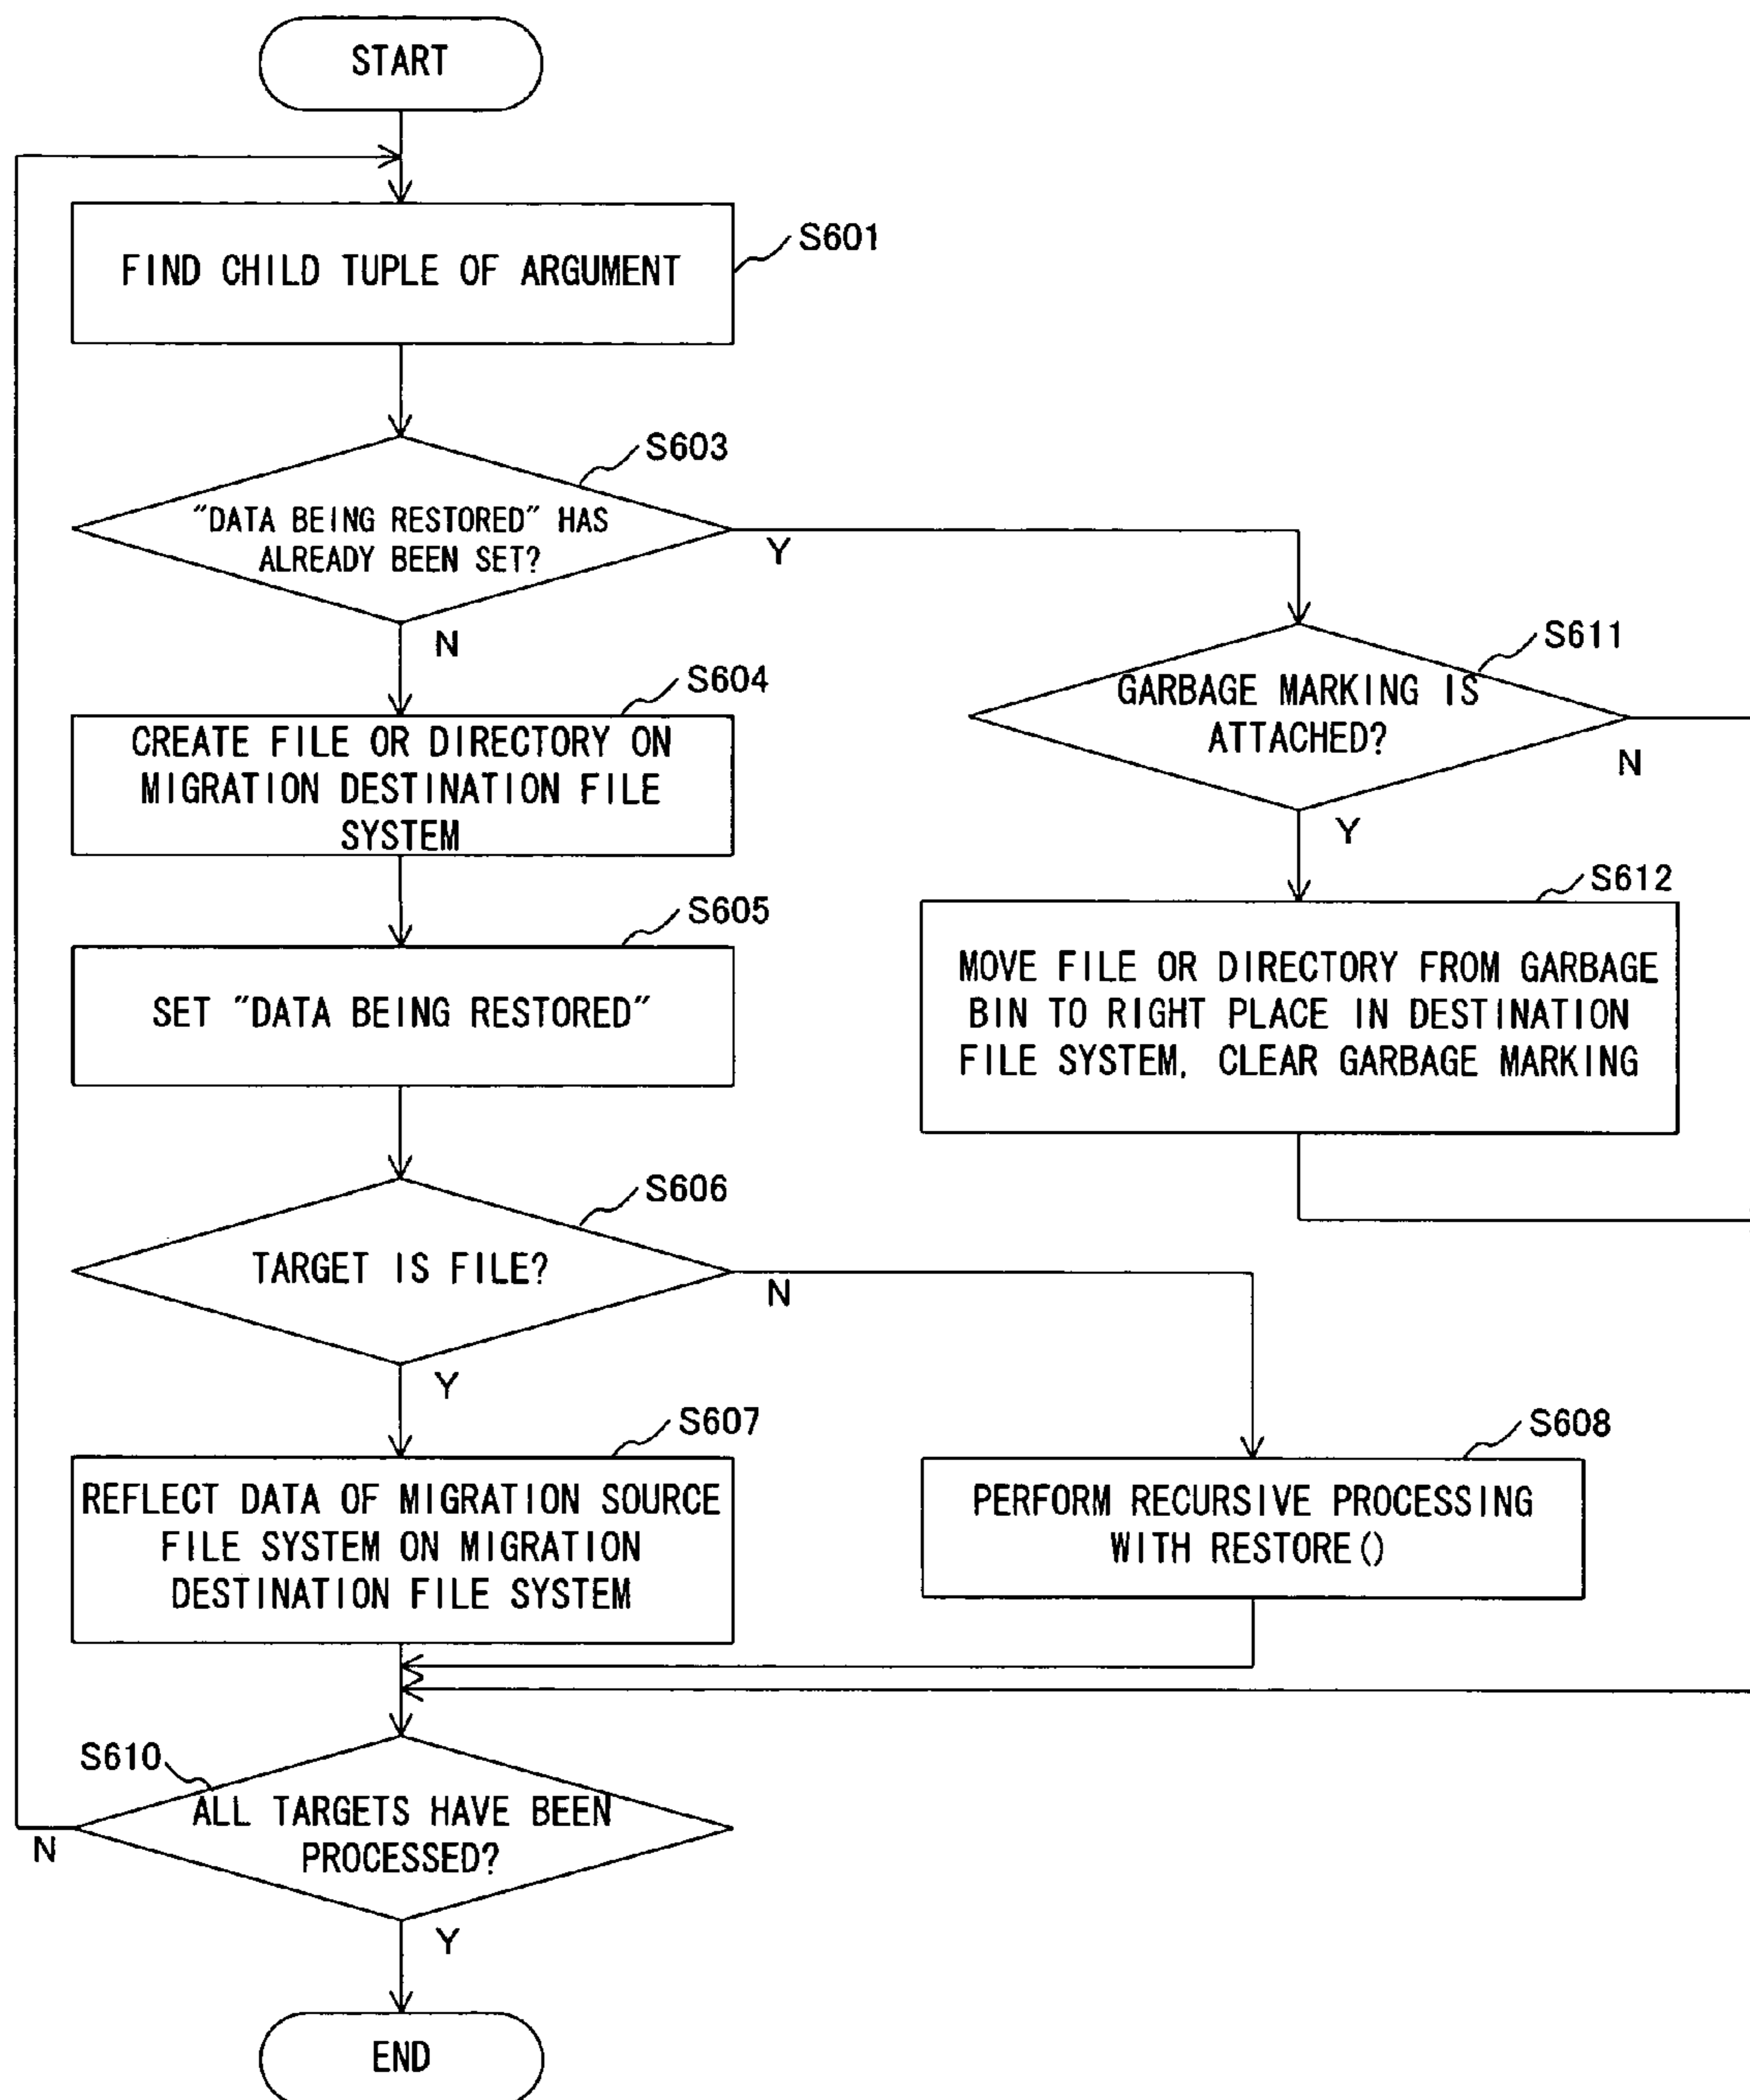 START
FIND CHILD TUPLE OF ARGUMENT
S601
"DATA BEING RESTORED" HAS
ALREADY BEEN SET?
S603
Y
N
S611
GARBAGE MARKING IS
ATTACHED?
N
Y
S604
CREATE FILE OR DIRECTORY ON
MIGRATION DESTINATION FILE
SYSTEM
S612
MOVE FILE OR DIRECTORY FROM GARBAGE
BIN TO RIGHT PLACE IN DESTINATION
FILE SYSTEM, CLEAR GARBAGE MARKING
S605
SET "DATA BEING RESTORED"
S606
TARGET IS FILE?
N
Y
S607
REFLECT DATA OF MIGRATION SOURCE
FILE SYSTEM ON MIGRATION
DESTINATION FILE SYSTEM
S608
PERFORM RECURSIVE PROCESSING
WITH RESTORE()
S610
ALL TARGETS HAVE BEEN
PROCESSED?
N
Y
END